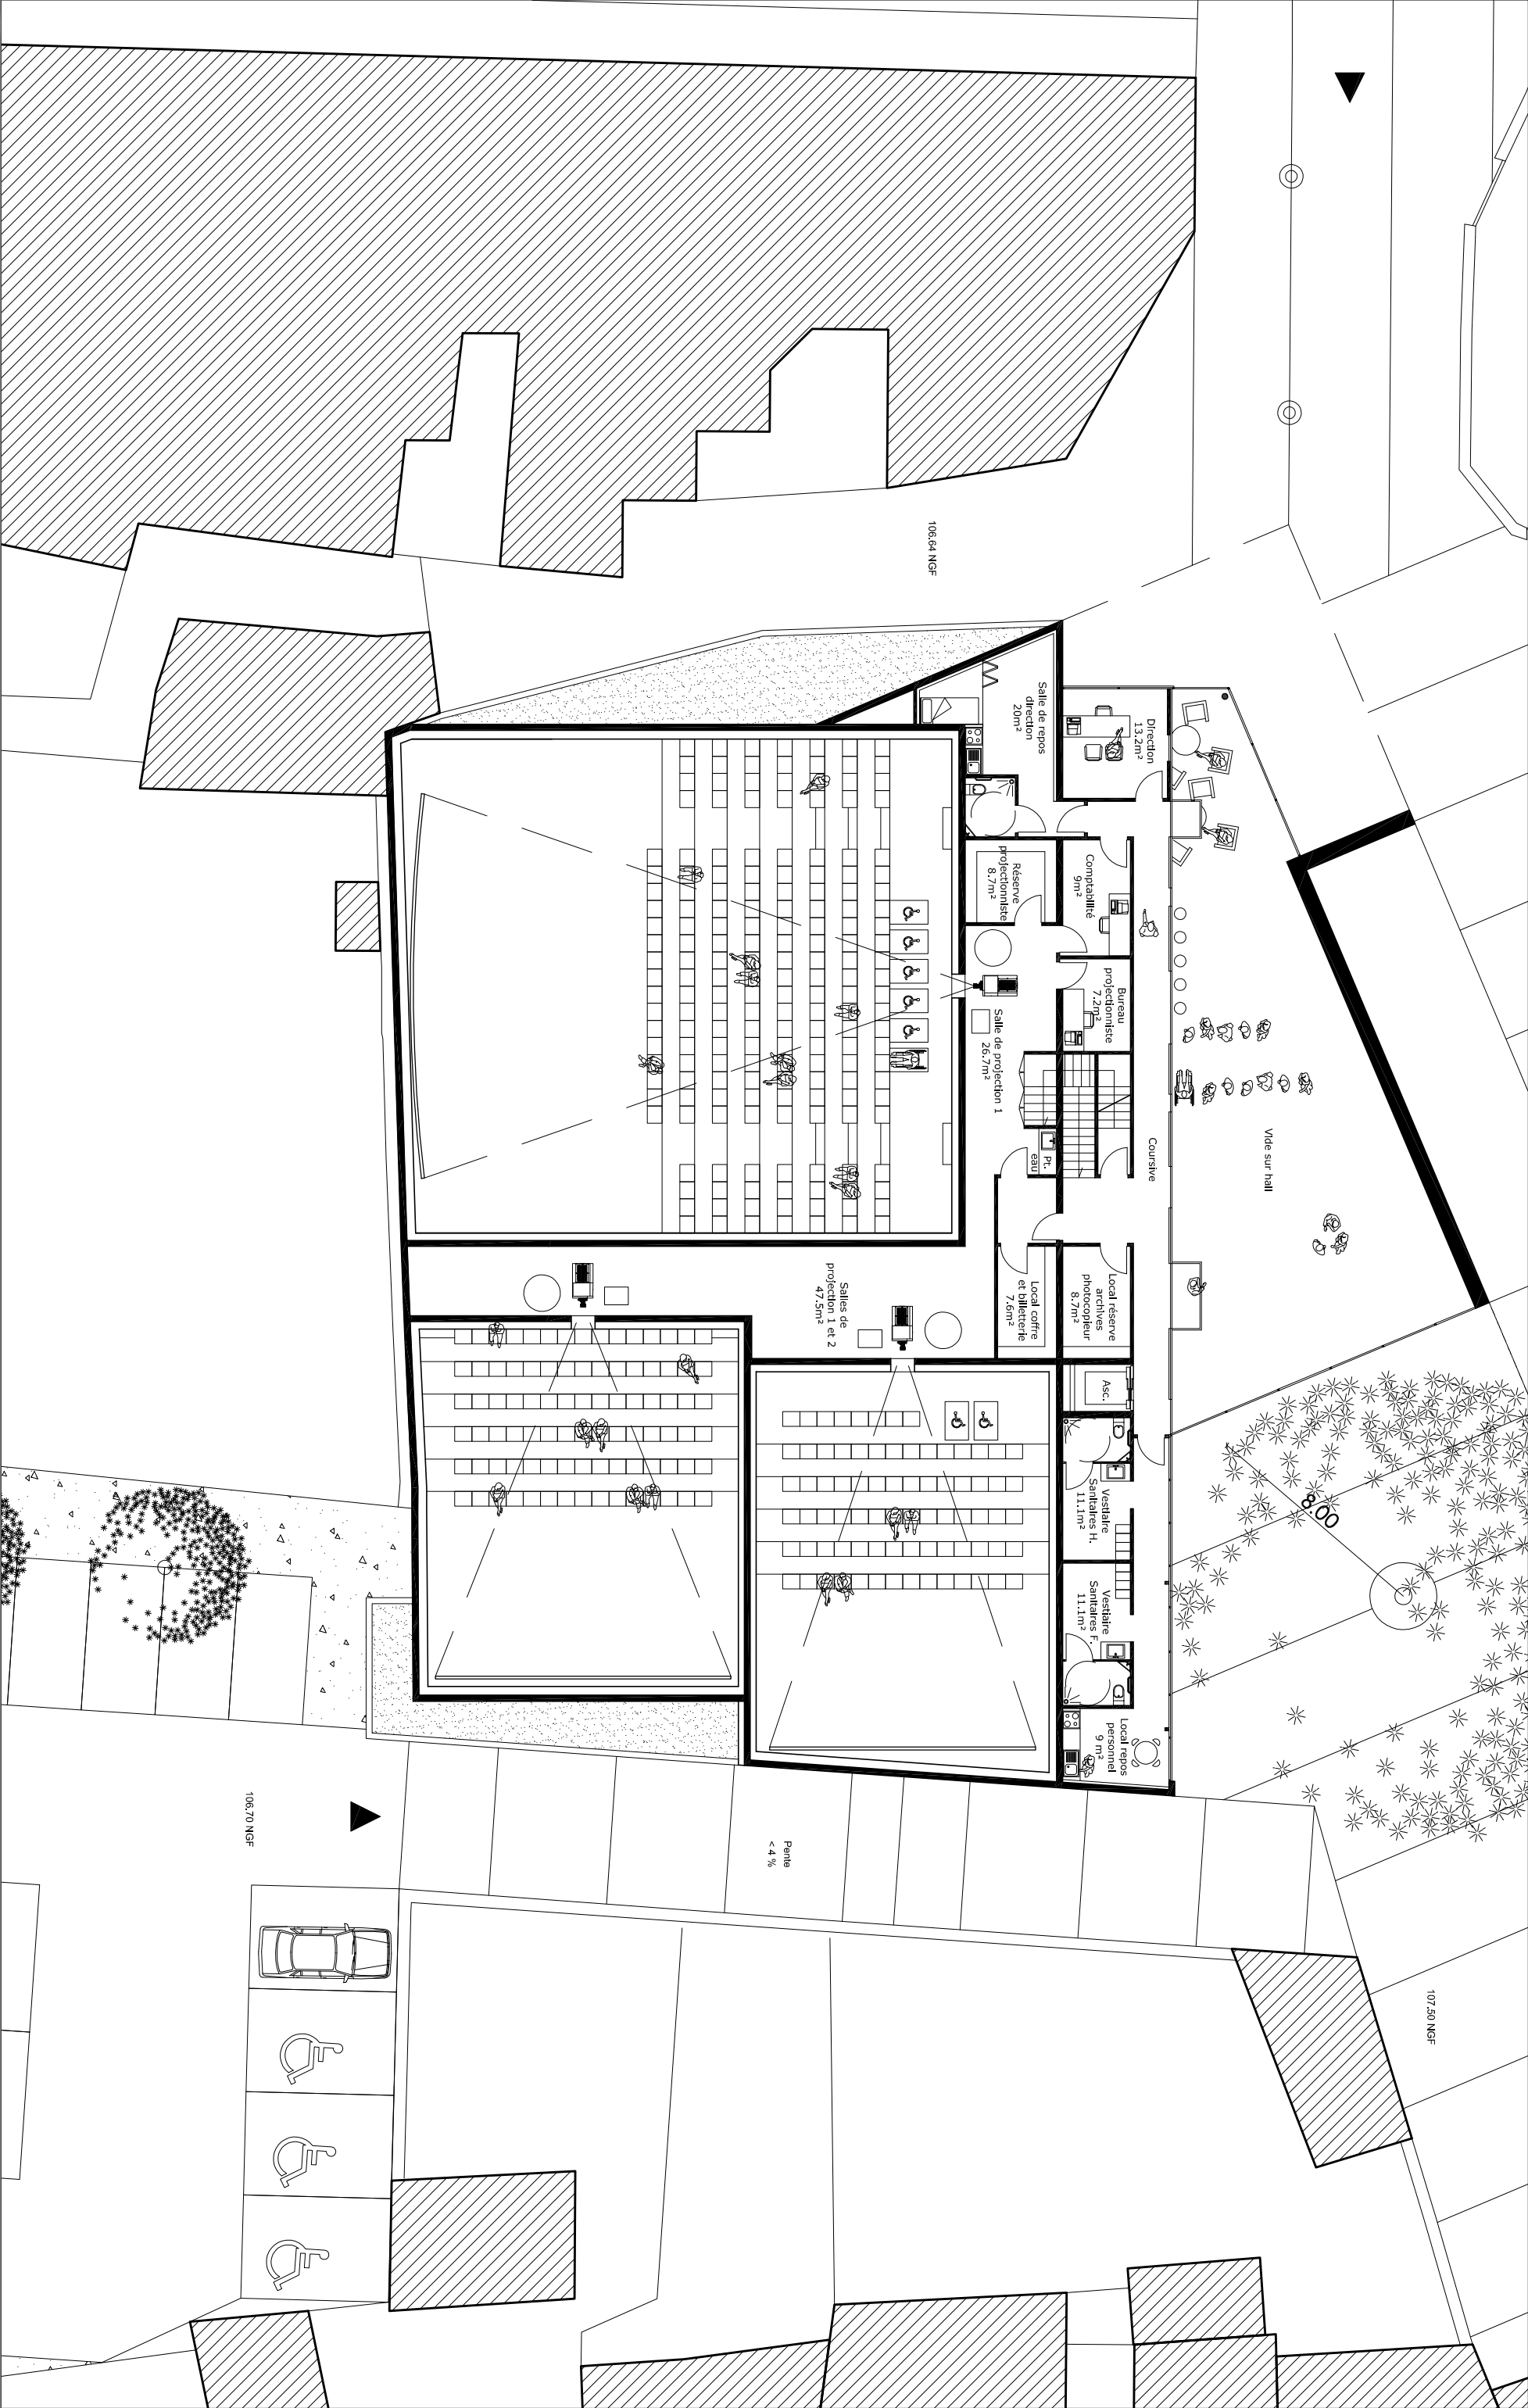 106.64 NGF
Salle de repos
direction
20m²
Direction
13.2m²
Réserve
projectionniste
8.7m²
Comptabilité
9m²
Bureau
projectionniste
7.2m²
Salle de projection 1
26.7m²
Pt.
eau
Coursive
Vide sur hall
Salles de
projection 1 et 2
47.5m²
Local coffre
et billetterie
7.6m²
Local réserve
archives
photocopieur
8.7m²
Asc.
Vestiaire
Sanitaires H.
11.1m²
Vestiaire
Sanitaires F.
11.1m²
Local repos
personnel
9 m²
8.00
106.70 NGF
Pente
< 4 %
107.50 NGF